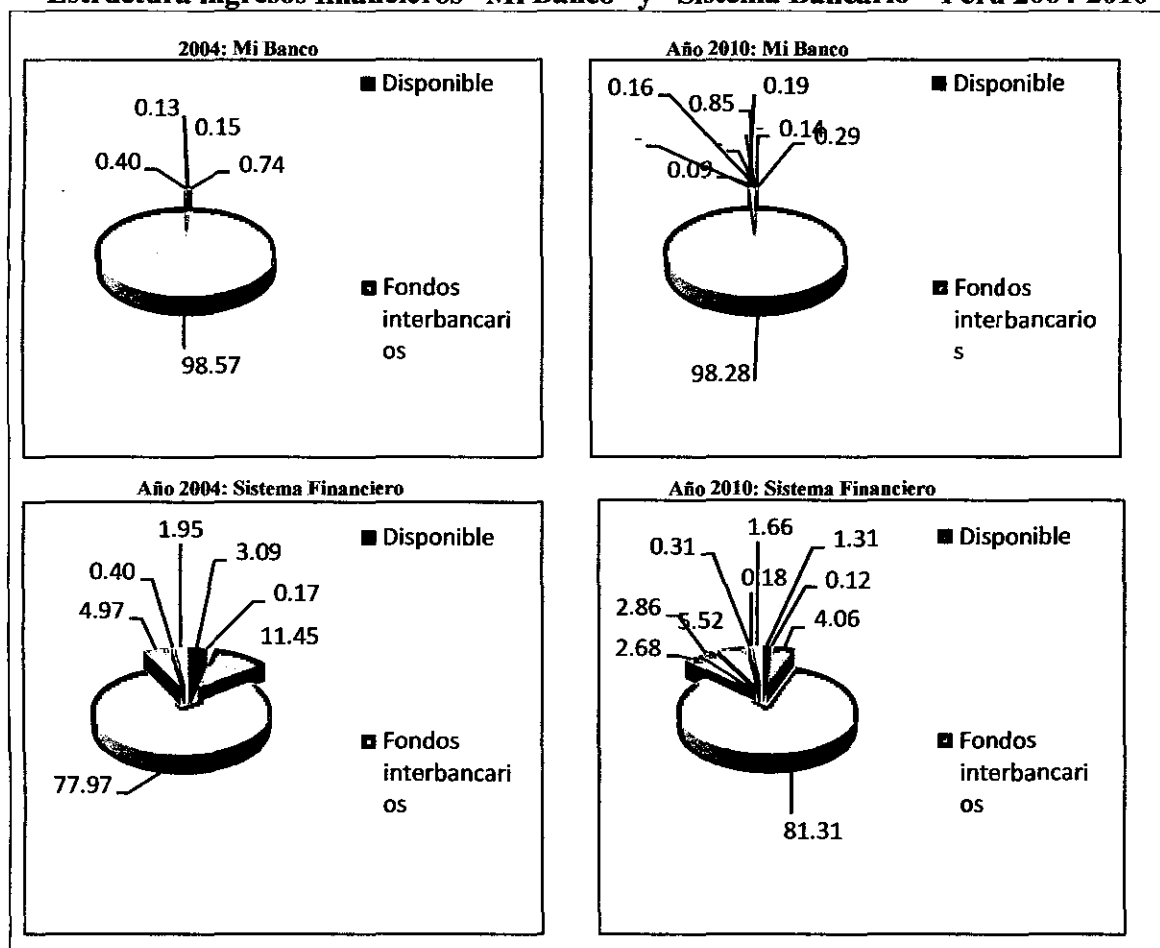 Estructura ingresos financieros "Mi Banco" y "Sistema Bancario" - Perú 2004-2010
2004: Mi Banco
0.13
0.15
0.40
0.74
98.57
Disponible
Fondos
interbancari
os
Año 2010: Mi Banco
0.16
0.85
0.19
-
-
-
0.14
0.29
0.09
98.28
Disponible
Fondos
interbancario
s
Año 2004: Sistema Financiero
1.95
3.09
0.40
0.17
4.97
11.45
77.97
Disponible
Fondos
interbancari
os
Año 2010: Sistema Financiero
1.66
1.31
0.31
0.18
0.12
2.86
5.52
4.06
2.68
81.31
Disponible
Fondos
interbancari
os